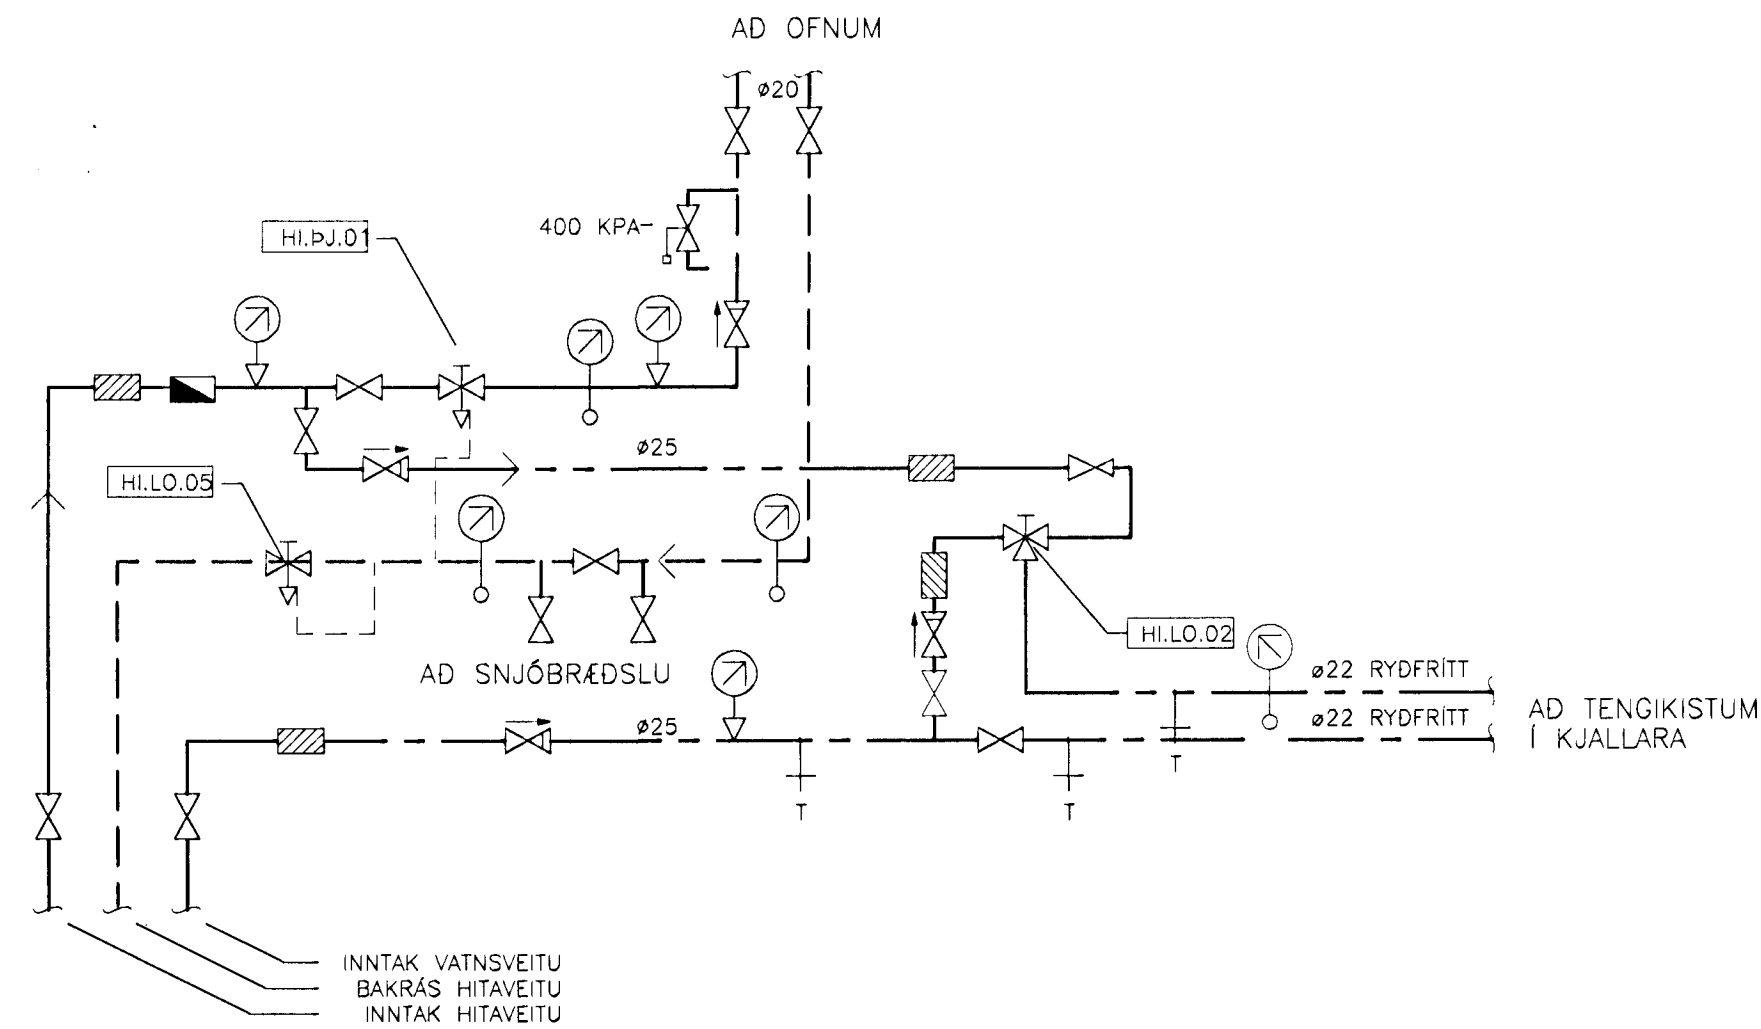 AD OFNUM
ø20
400 KPA
HI.ÞJ.01
ø25
HI.LO.05
HI.LO.02
AÐ SNJÓBRÆÐSLU
ø22 RYÐFRÍTT
ø25
ø22 RYÐFRÍTT
AÐ TENGIKISTUM
Í KJALLARA
T
T
T
INNTAK VATNSVEITU
BAKRÁS HITAVEITU
INNTAK HITAVEITU